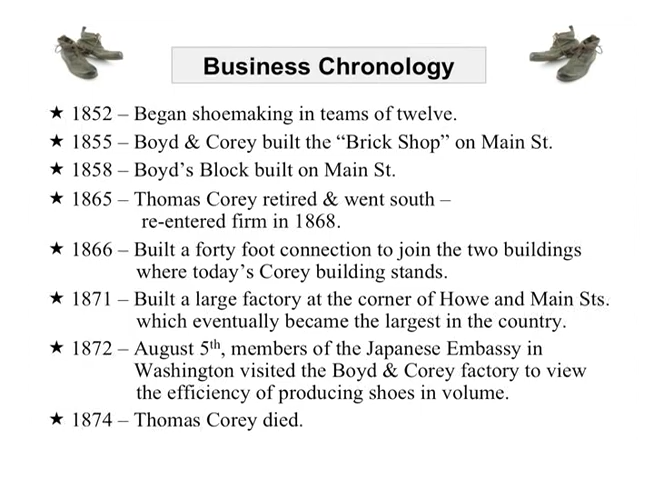 Business Chronology
★ 1852 – Began shoemaking in teams of twelve.
★ 1855 – Boyd & Corey built the “Brick Shop” on Main St.
★ 1858 – Boyd’s Block built on Main St.
★ 1865 – Thomas Corey retired & went south –
re-entered firm in 1868.
★ 1866 – Built a forty foot connection to join the two buildings
where today’s Corey building stands.
★ 1871 – Built a large factory at the corner of Howe and Main Sts.
which eventually became the largest in the country.
★ 1872 – August 5th, members of the Japanese Embassy in
Washington visited the Boyd & Corey factory to view
the efficiency of producing shoes in volume.
★ 1874 – Thomas Corey died.